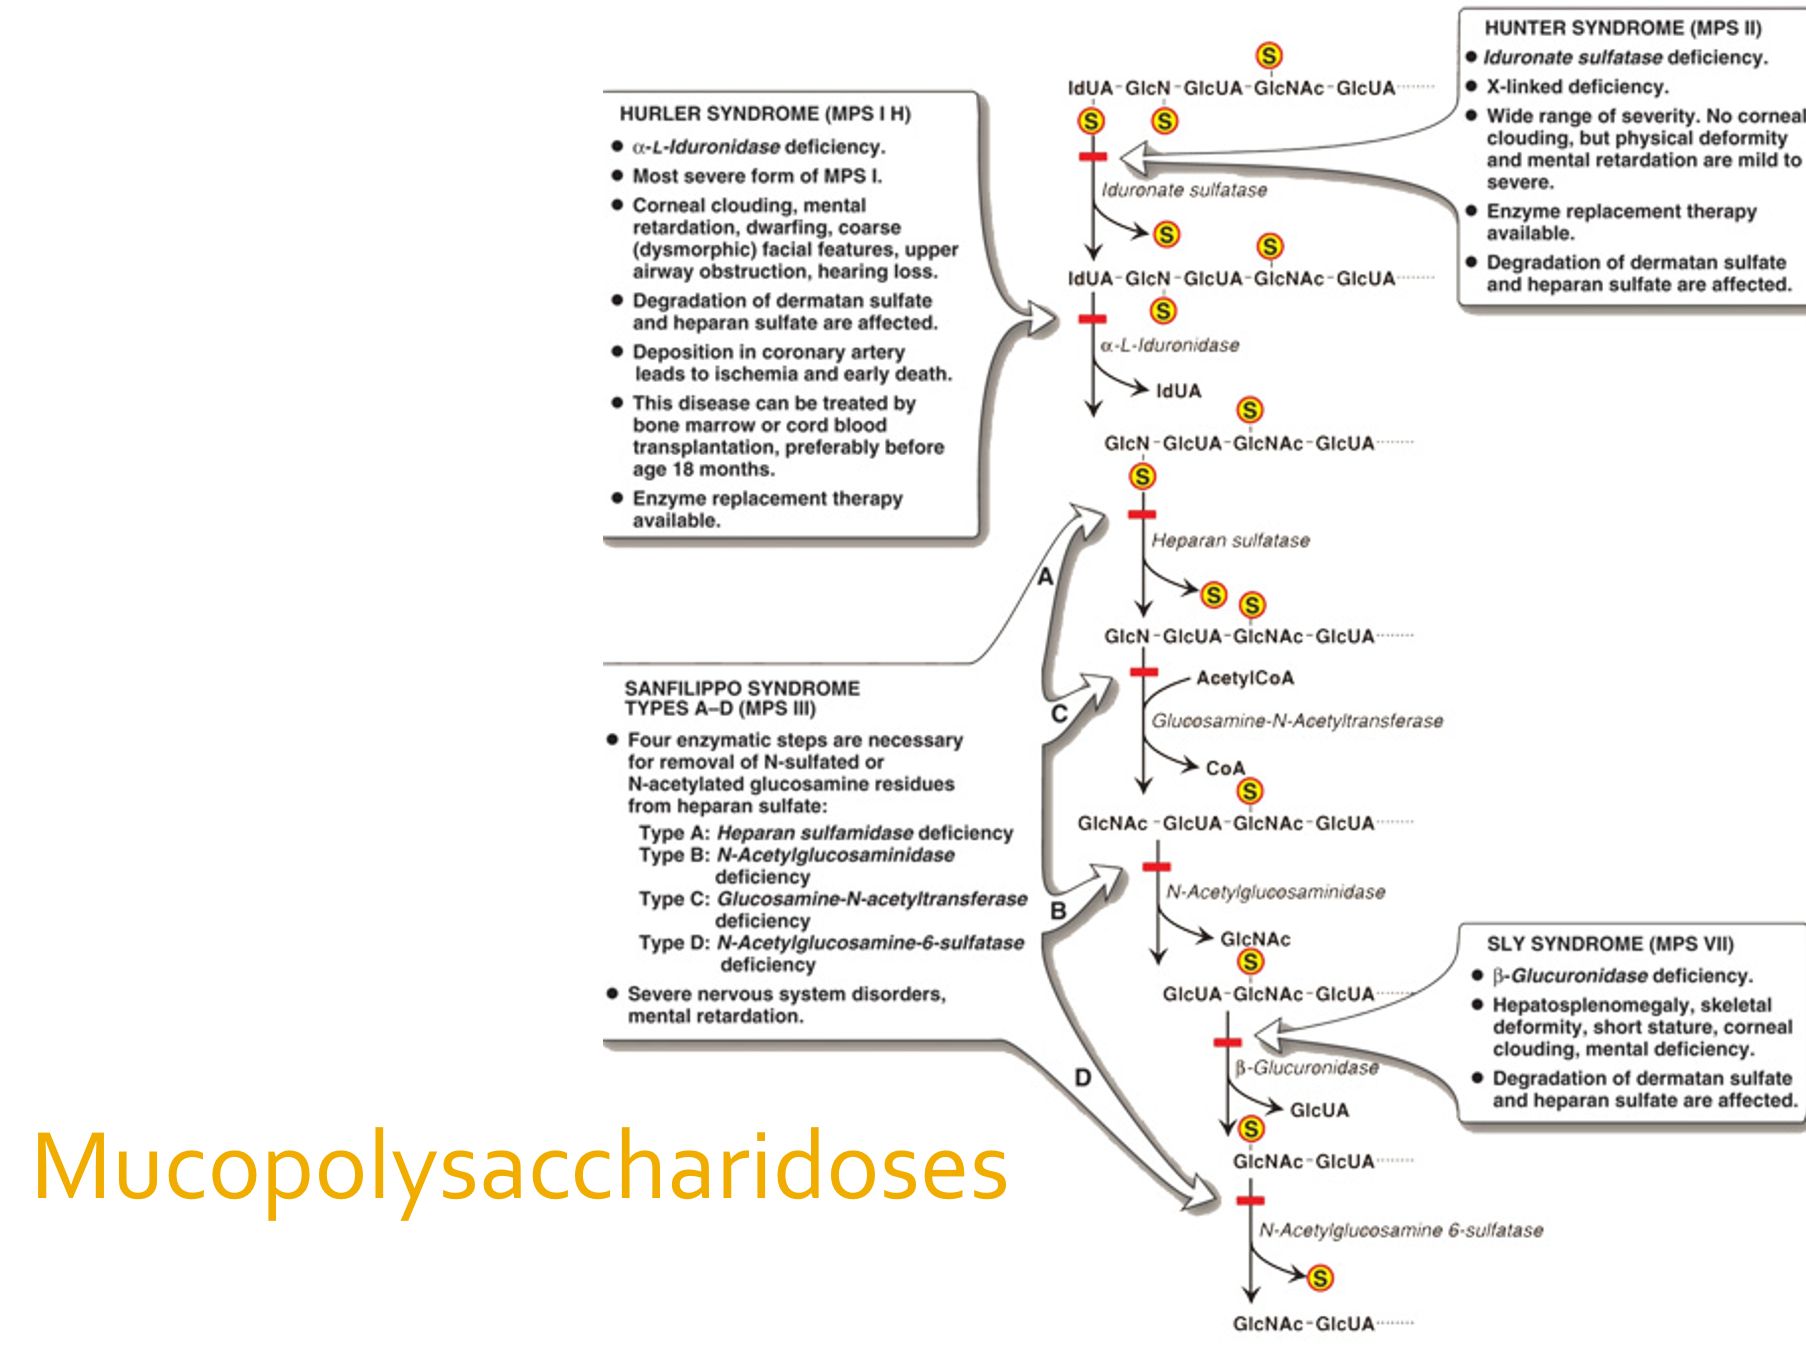 HURLER SYNDROME (MPS I H)
● α-L-Iduronidase deficiency.
● Most severe form of MPS I.
● Corneal clouding, mental
retardation, dwarfing, coarse
(dysmorphic) facial features, upper
airway obstruction, hearing loss.
● Degradation of dermatan sulfate
and heparan sulfate are affected.
● Deposition in coronary artery
leads to ischemia and early death.
● This disease can be treated by
bone marrow or cord blood
transplantation, preferably before
age 18 months.
● Enzyme replacement therapy
available.
HUNTER SYNDROME (MPS II)
● Iduronate sulfatase deficiency.
● X-linked deficiency.
● Wide range of severity. No corneal
clouding, but physical deformity
and mental retardation are mild to
severe.
● Enzyme replacement therapy
available.
● Degradation of dermatan sulfate
and heparan sulfate are affected.
S
IdUA-GlcN-GlcUA-GlcNAc-GlcUA
S S
Iduronate sulfatase
S
S
IdUA-GlcN-GlcUA-GlcNAc-GlcUA
S
α-L-Iduronidase
IdUA
S
GlcN-GlcUA-GlcNAc-GlcUA
S
Heparan sulfatase
A
S
S
GlcN-GlcUA-GlcNAc-GlcUA
AcetylCoA
C
Glucosamine-N-Acetyltransferase
CoA
S
GlcNAc-GlcUA-GlcNAc-GlcUA
N-Acetylglucosaminidase
B
GlcNAc
S
GlcUA-GlcNAc-GlcUA
β-Glucuronidase
D
GlcUA
S
GlcNAc-GlcUA
N-Acetylglucosamine 6-sulfatase
S
GlcNAc-GlcUA
SANFILIPPO SYNDROME
TYPES A–D (MPS III)
● Four enzymatic steps are necessary
for removal of N-sulfated or
N-acetylated glucosamine residues
from heparan sulfate:
Type A: Heparan sulfamidase deficiency
Type B: N-Acetylglucosaminidase
deficiency
Type C: Glucosamine-N-acetyltransferase
deficiency
Type D: N-Acetylglucosamine-6-sulfatase
deficiency
● Severe nervous system disorders,
mental retardation.
SLY SYNDROME (MPS VII)
● β-Glucuronidase deficiency.
● Hepatosplenomegaly, skeletal
deformity, short stature, corneal
clouding, mental deficiency.
● Degradation of dermatan sulfate
and heparan sulfate are affected.
Mucopolysaccharidoses